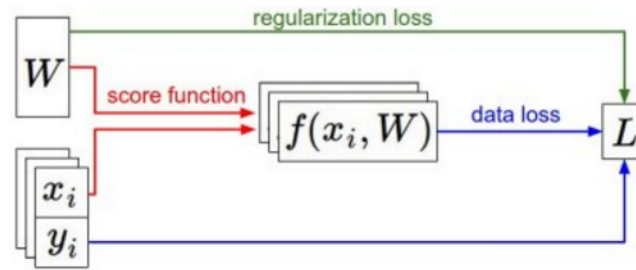 regularization loss
W
score function
f(x_i, W)
data loss
L
x_i
y_i